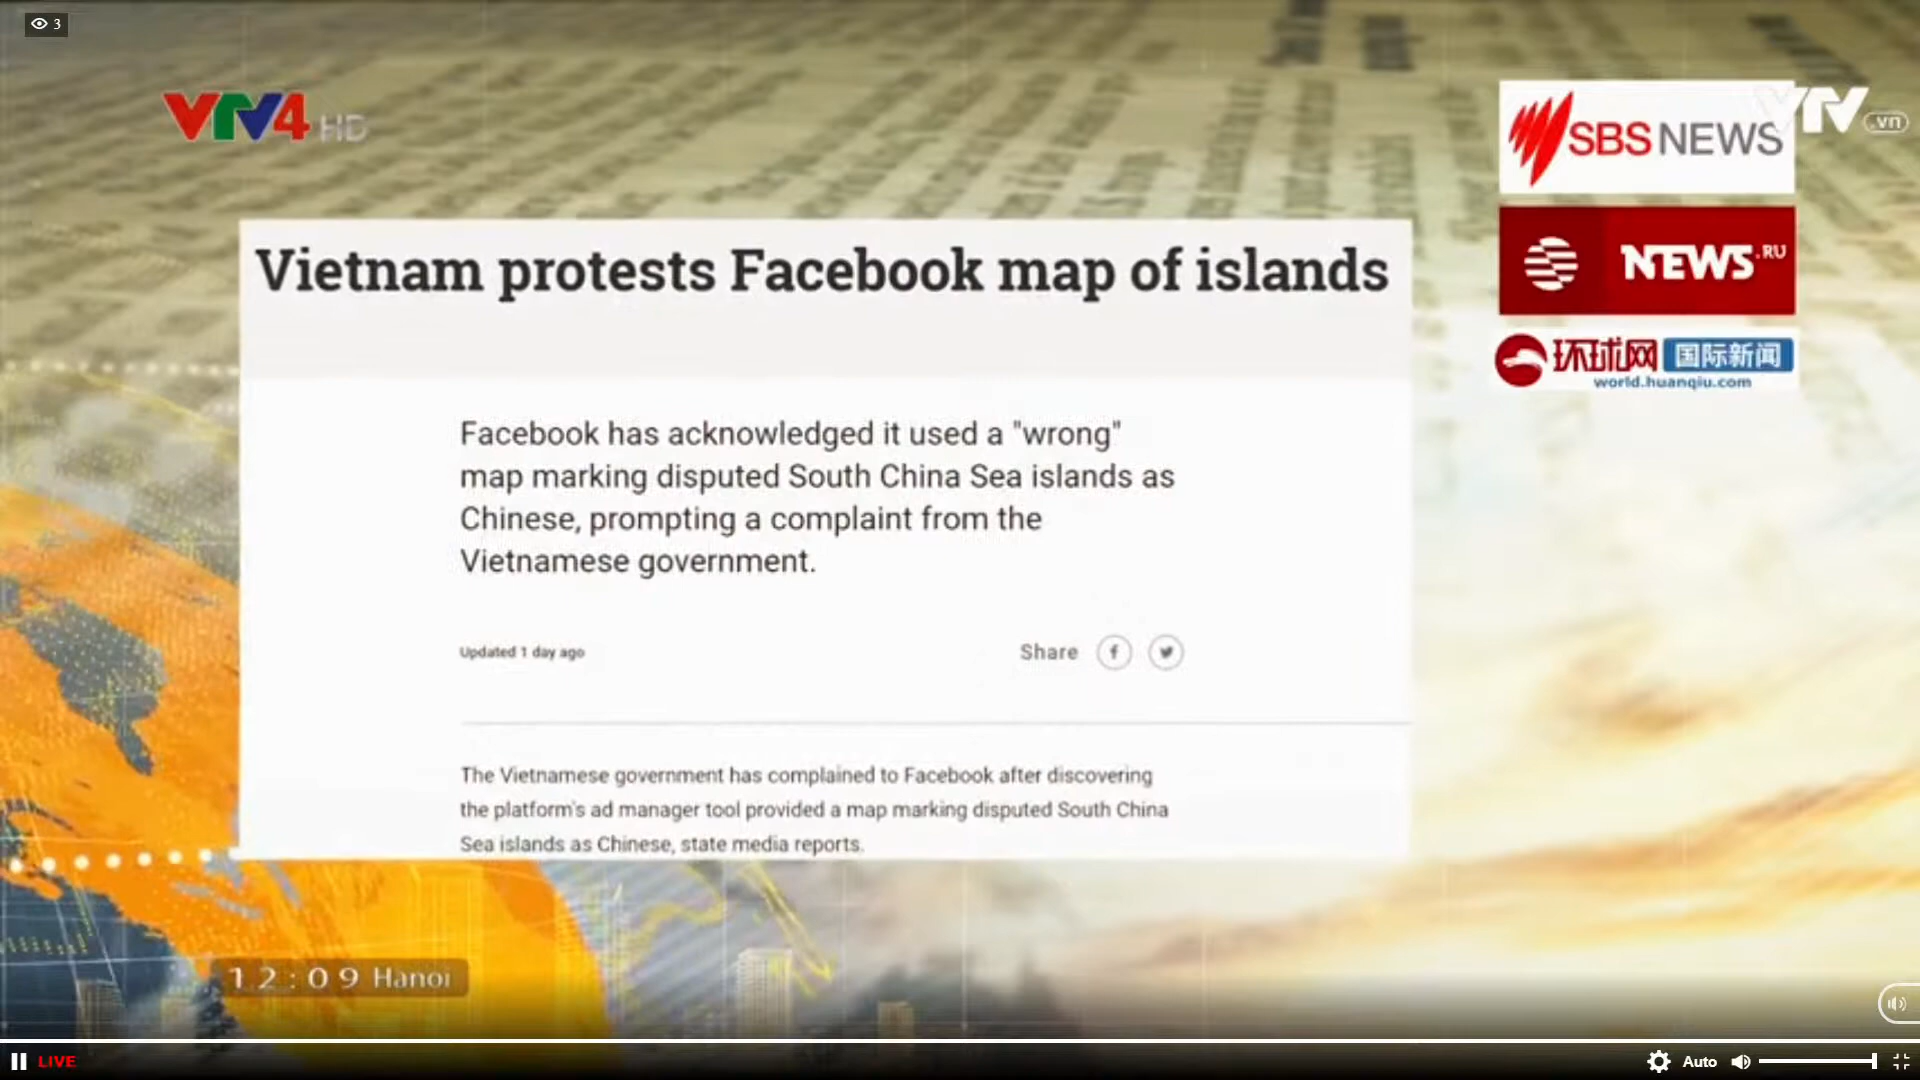 3
VTV4 HD
SBS NEWS
VTV.vn
NEWS.RU
环球网 国际新闻
world.huanqiu.com
Vietnam protests Facebook map of islands
Facebook has acknowledged it used a "wrong"
map marking disputed South China Sea islands as
Chinese, prompting a complaint from the
Vietnamese government.
Updated 1 day ago
Share
The Vietnamese government has complained to Facebook after discovering
the platform's ad manager tool provided a map marking disputed South China
Sea islands as Chinese, state media reports.
12:09 Hanoi
LIVE
Auto